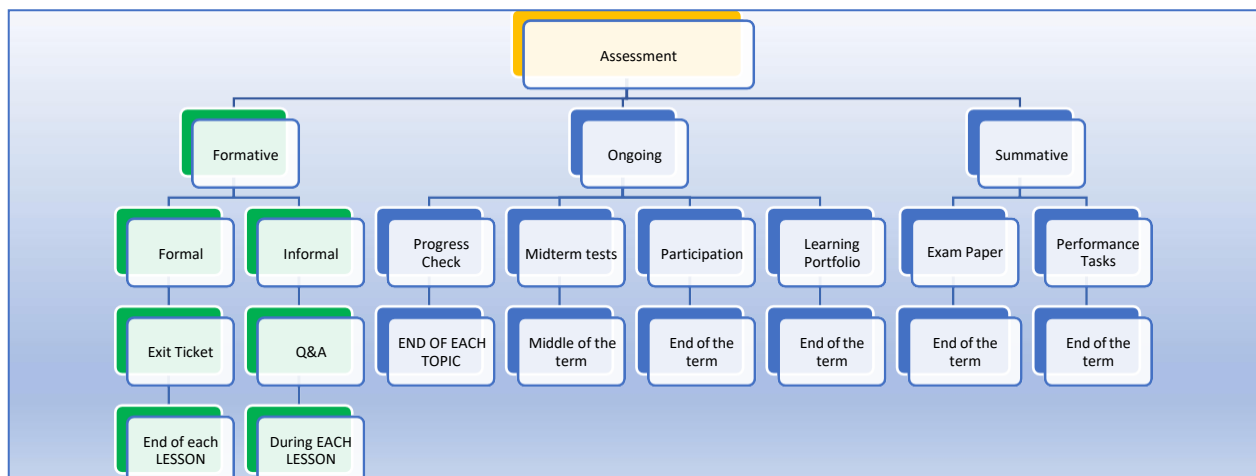 Assessment
Formative
Ongoing
Summative
Formal
Informal
Progress
Check
Midterm tests
Participation
Learning
Portfolio
Exam Paper
Performance
Tasks
Exit Ticket
Q&A
END OF EACH
TOPIC
Middle of the
term
End of the
term
End of the
term
End of the
term
End of the
term
End of each
LESSON
During EACH
LESSON